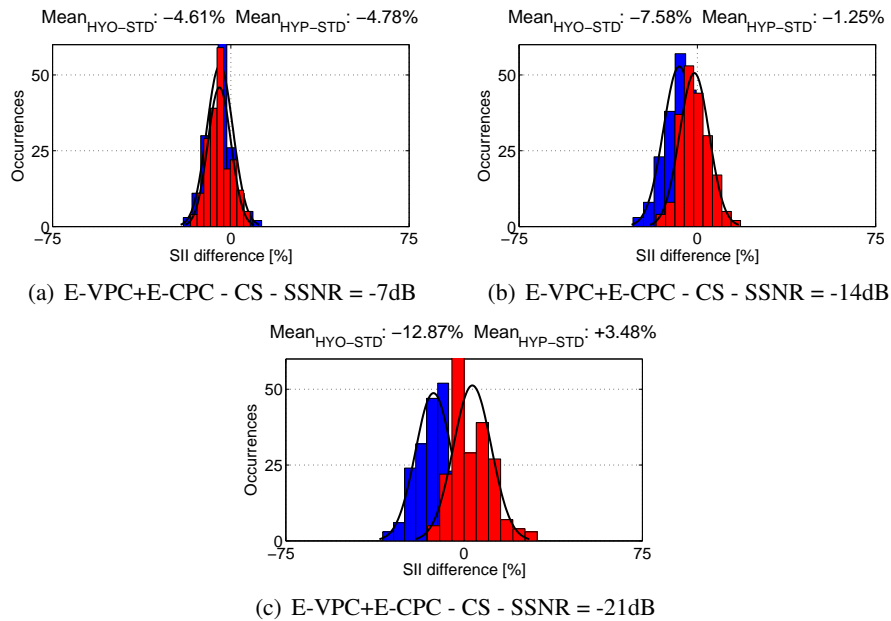 Mean_HYO−STD: −4.61%  Mean_HYP−STD: −4.78%
50
25
0
Occurrences
−75 0 75
SII difference [%]
(a) E-VPC+E-CPC - CS - SSNR = -7dB
Mean_HYO−STD: −7.58%  Mean_HYP−STD: −1.25%
50
25
0
Occurrences
−75 0 75
SII difference [%]
(b) E-VPC+E-CPC - CS - SSNR = -14dB
Mean_HYO−STD: −12.87%  Mean_HYP−STD: +3.48%
50
25
0
Occurrences
−75 0 75
SII difference [%]
(c) E-VPC+E-CPC - CS - SSNR = -21dB